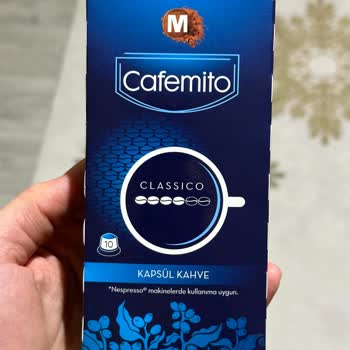 M
Cafemito
CLASSICO
10
KAPSÜL KAHVE
"Nespresso® makinelerde kullanıma uygun.